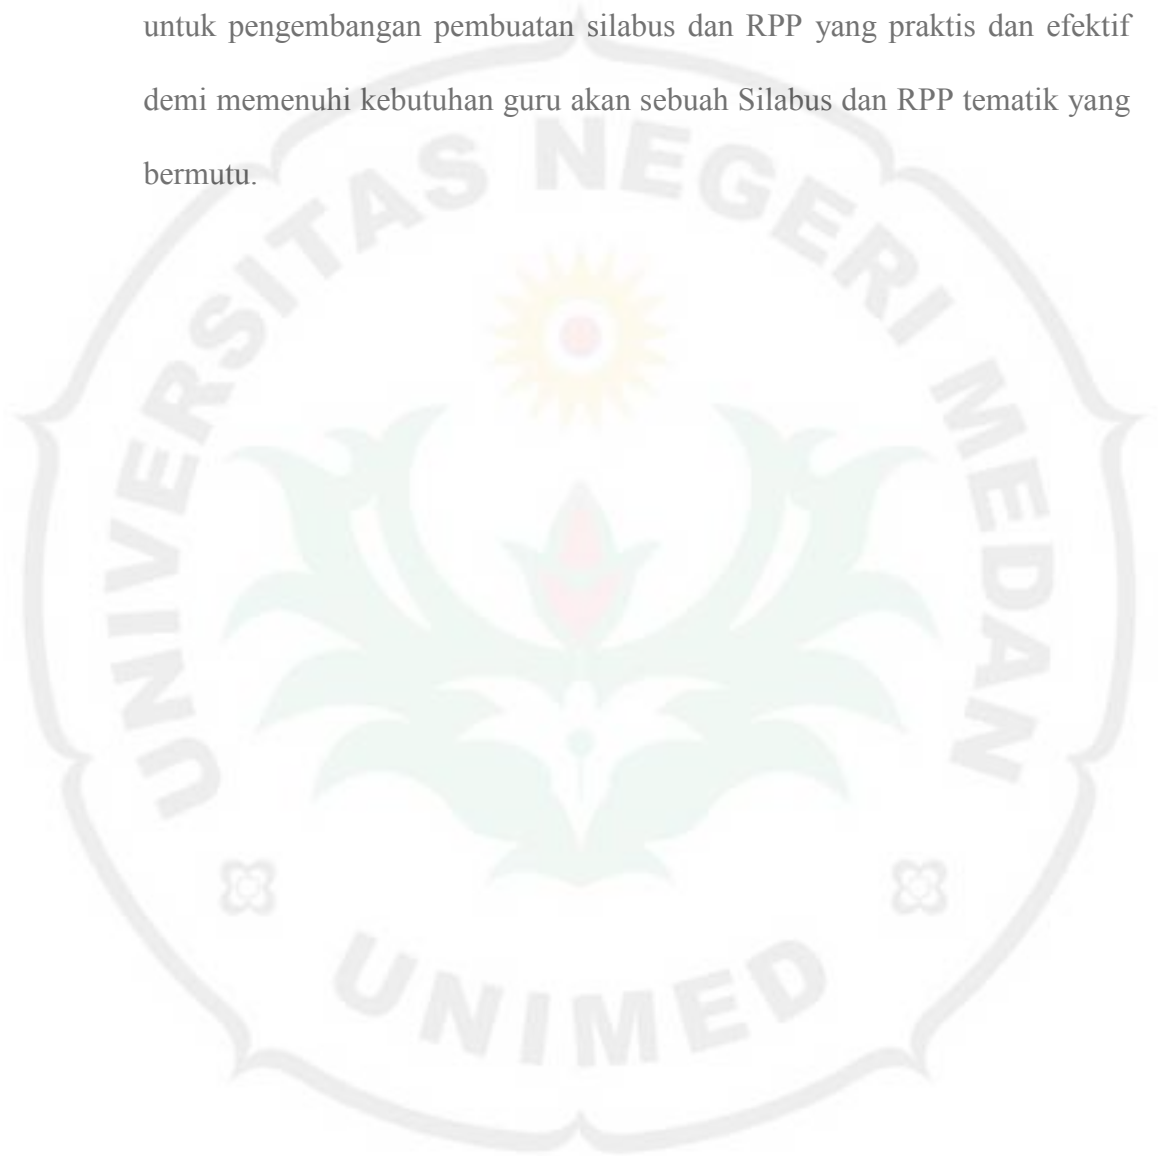 untuk pengembangan pembuatan silabus dan RPP yang praktis dan efektif
demi memenuhi kebutuhan guru akan sebuah Silabus dan RPP tematik yang
bermutu.
UNIVERSITAS NEGERI MEDAN
UNIMED